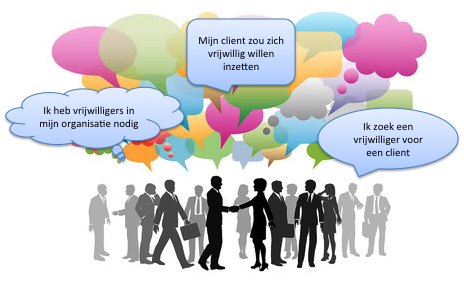 Mijn client zou zich
vrijwillig willen
inzetten
Ik heb vrijwilligers in
mijn organisatie nodig
Ik zoek een
vrijwilliger voor
een client